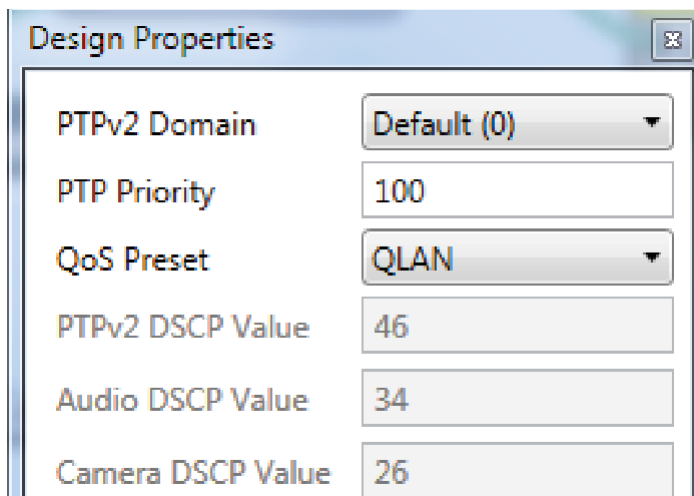 Design Properties
PTPv2 Domain Default (0)
PTP Priority 100
QoS Preset QLAN
PTPv2 DSCP Value 46
Audio DSCP Value 34
Camera DSCP Value 26